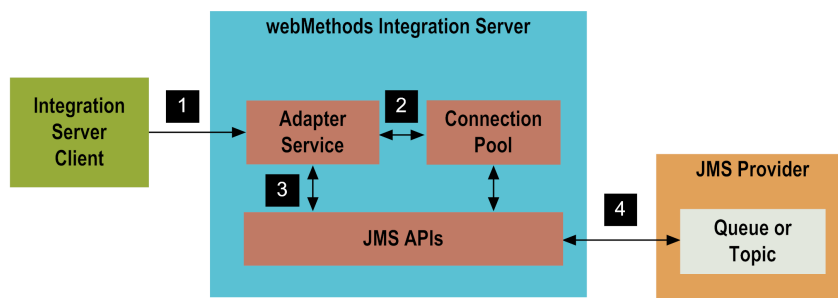 webMethods Integration Server
Integration
Server
Client
1
Adapter
Service
2
Connection
Pool
3
JMS APIs
4
JMS Provider
Queue or
Topic